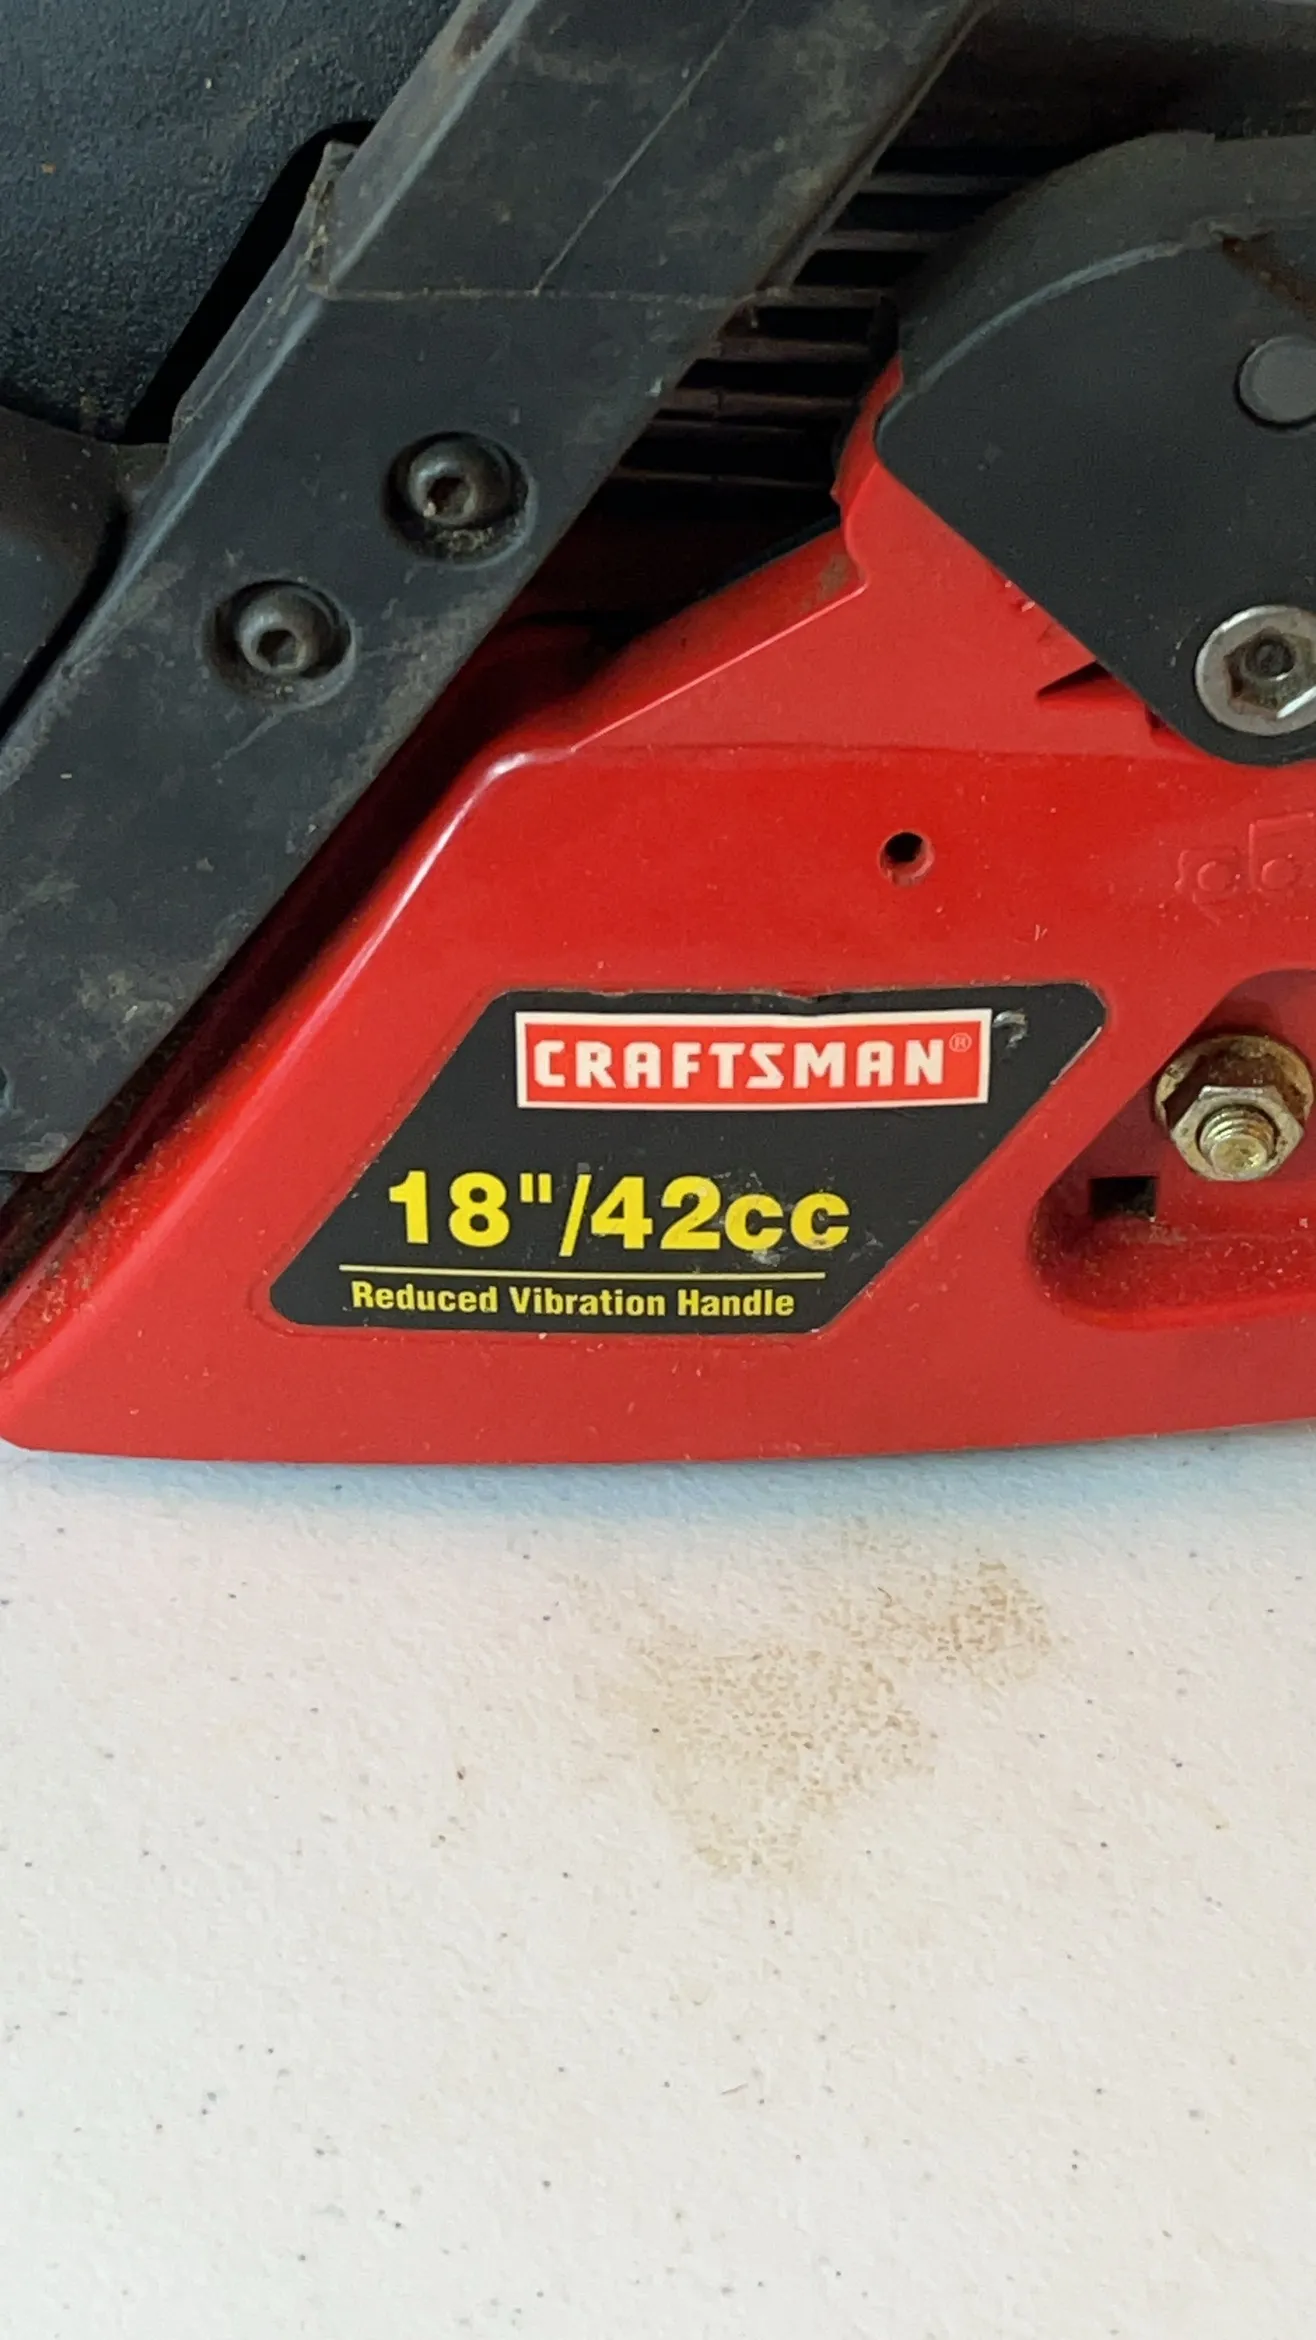 CRAFTSMAN®
18"/42cc
Reduced Vibration Handle